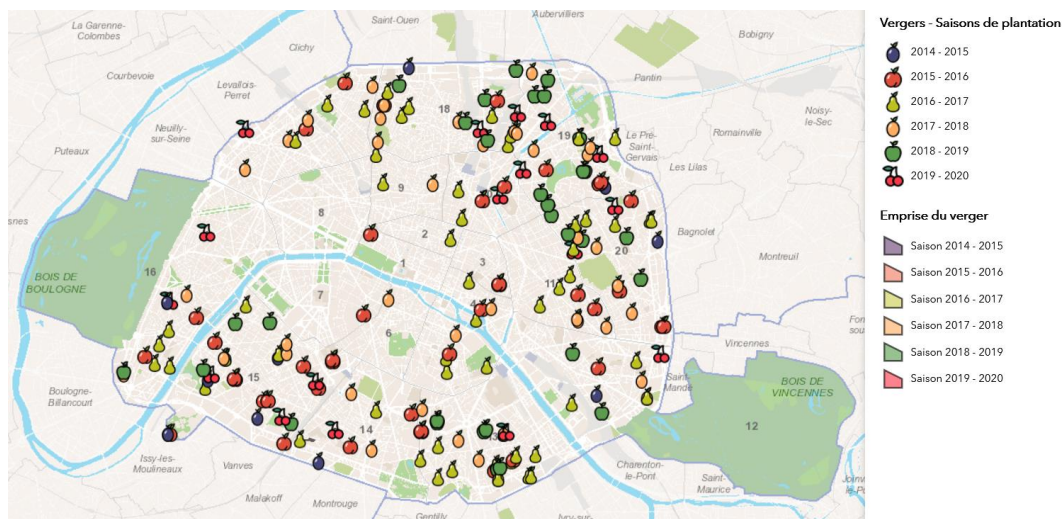 Saint-Ouen
Aubervilliers
La Garenne-
Colombes
Clichy
Bobigny
Courbevoie
Levallois-
Perret
Pantin
18
Noisy-
le-Sec
Neuilly-
sur-Seine
19
Le Pré-
Saint-
Gervais
Romainville
Puteaux
Les Lilas
9
8
2
Bagnolet
20
16
1
3
Montreuil
BOIS DE
BOULOGNE
11
7
4
6
Vincennes
15
Saint-
Mandé
BOIS DE
VINCENNES
Boulogne-
Billancourt
14
12
Issy-les-
Moulineaux
Vanves
Charenton-
le-Pont
Saint-
Maurice
Malakoff
Montrouge
Gentilly
Ivry-sur-
Vergers - Saisons de plantation
2014 - 2015
2015 - 2016
2016 - 2017
2017 - 2018
2018 - 2019
2019 - 2020
Emprise du verger
Saison 2014 - 2015
Saison 2015 - 2016
Saison 2016 - 2017
Saison 2017 - 2018
Saison 2018 - 2019
Saison 2019 - 2020